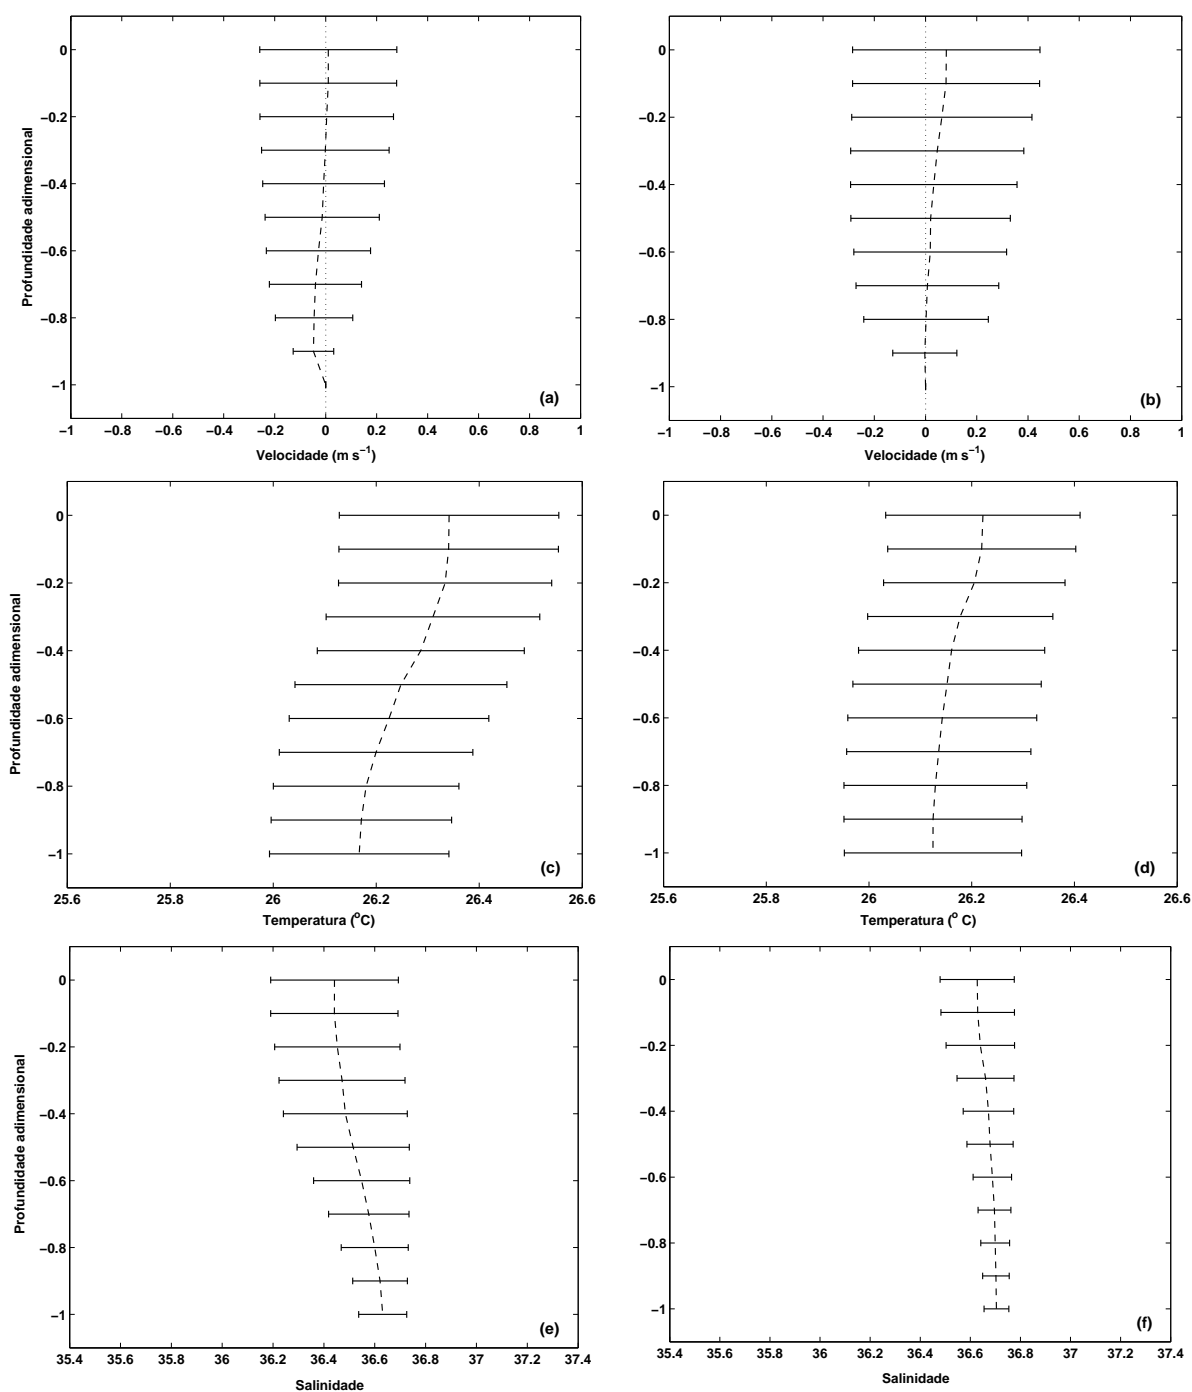 0
−0.2
−0.4
−0.6
−0.8
−1
Profundidade adimensional
(a)
−1 −0.8 −0.6 −0.4 −0.2 0 0.2 0.4 0.6 0.8 1
Velocidade (m s⁻¹)
0
−0.2
−0.4
−0.6
−0.8
−1
(b)
−1 −0.8 −0.6 −0.4 −0.2 0 0.2 0.4 0.6 0.8 1
Velocidade (m s⁻¹)
0
−0.2
−0.4
−0.6
−0.8
−1
Profundidade adimensional
(c)
25.6 25.8 26 26.2 26.4 26.6
Temperatura (°C)
0
−0.2
−0.4
−0.6
−0.8
−1
(d)
25.6 25.8 26 26.2 26.4 26.6
Temperatura (° C)
0
−0.2
−0.4
−0.6
−0.8
−1
Profundidade adimensional
(e)
35.4 35.6 35.8 36 36.2 36.4 36.6 36.8 37 37.2 37.4
Salinidade
0
−0.2
−0.4
−0.6
−0.8
−1
(f)
35.4 35.6 35.8 36 36.2 36.4 36.6 36.8 37 37.2 37.4
Salinidade